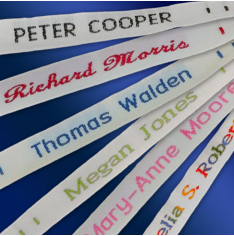 PETER COOPER
Richard Morris
Thomas Walden
Megan Jones
Mary-Anne Moore
S.